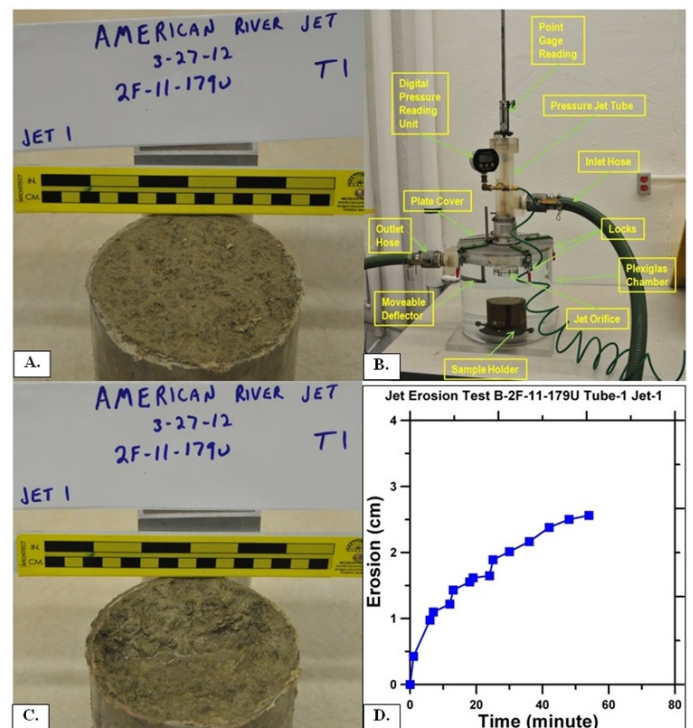 AMERICAN RIVER JET
3-27-12
2F-11-179U
T1
JET 1
ARCHITECT
IN.
CM.
A.
Point
Gage
Reading
Digital
Pressure
Reading
Unit
Pressure Jet Tube
Inlet Hose
Plate Cover
Outlet
Hose
Locks
Plexiglas
Chamber
Moveable
Deflector
Jet Orifice
Sample Holder
B.
AMERICAN RIVER JET
3-27-12
2F-11-179U
T1
JET 1
ARCHITECT
IN.
CM.
C.
Jet Erosion Test B-2F-11-179U Tube-1 Jet-1
Erosion (cm)
4
3
2
1
0
0 20 40 60 80
Time (minute)
D.